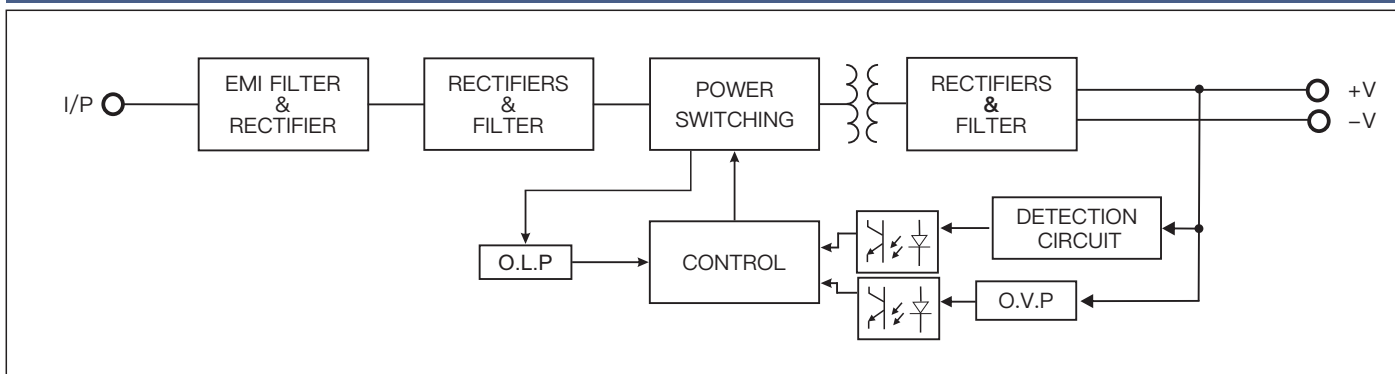 I/P
EMI FILTER
&
RECTIFIER
RECTIFIERS
&
FILTER
POWER
SWITCHING
RECTIFIERS
&
FILTER
+V
−V
O.L.P
CONTROL
DETECTION
CIRCUIT
O.V.P